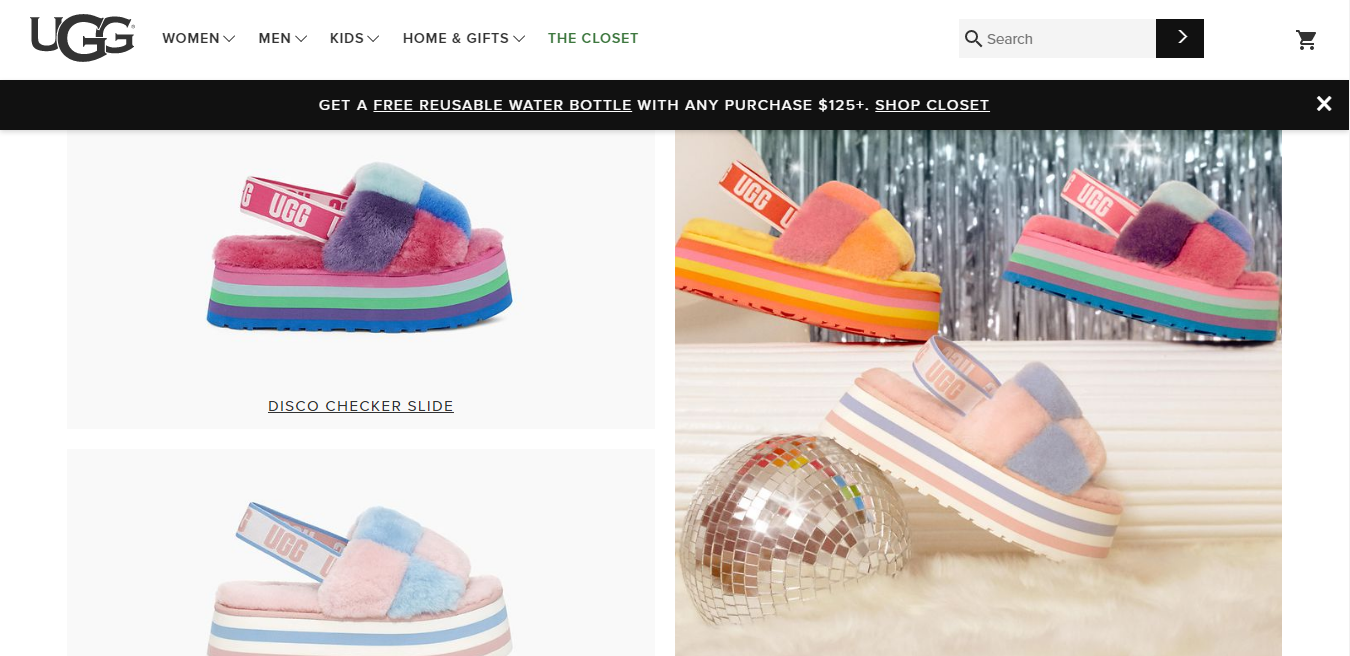 UGG
WOMEN
MEN
KIDS
HOME & GIFTS
THE CLOSET
Search
GET A FREE REUSABLE WATER BOTTLE WITH ANY PURCHASE $125+. SHOP CLOSET
UGG
UGG
UGG
DISCO CHECKER SLIDE
UGG
UGG